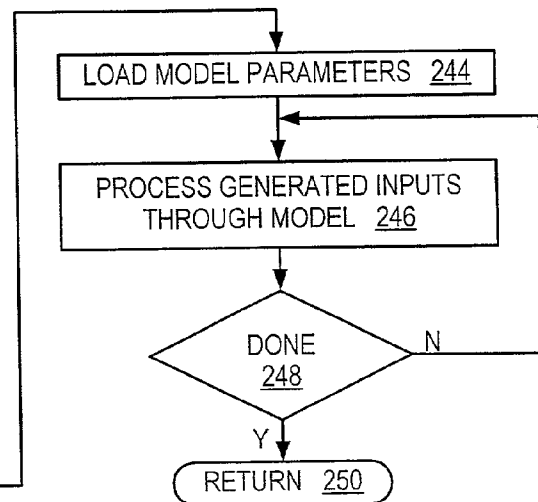 LOAD MODEL PARAMETERS 244
PROCESS GENERATED INPUTS
THROUGH MODEL 246
DONE
248
N
Y
RETURN 250